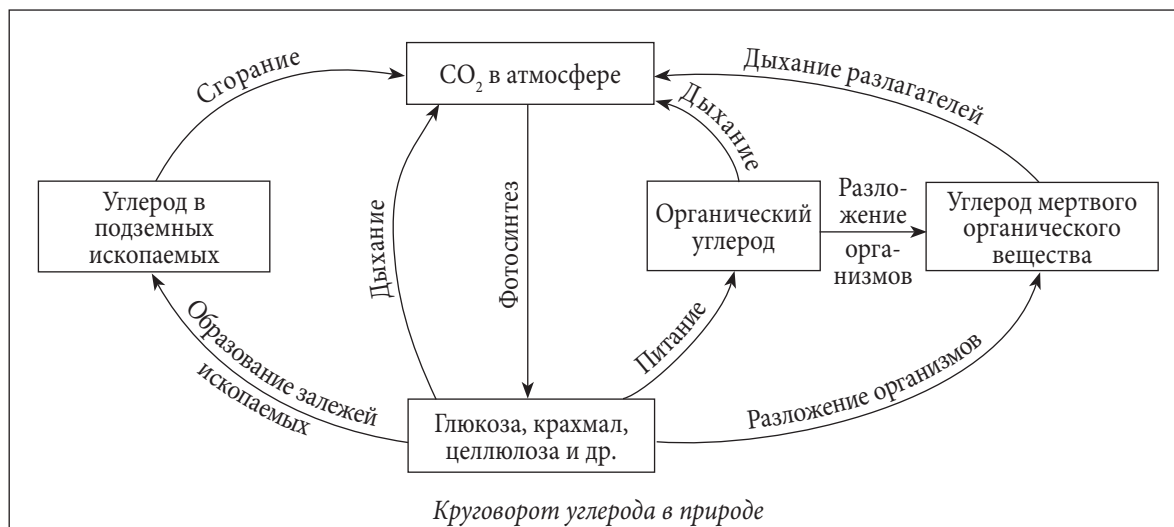 Сгорание
CO₂ в атмосфере
Дыхание разлагателей
Дыхание
Углерод в
подземных
ископаемых
Дыхание
Фотосинтез
Органический
углерод
Разло-
жение
орга-
низмов
Углерод мертвого
органического
вещества
Образование залежей
ископаемых
Питание
Разложение организмов
Глюкоза, крахмал,
целлюлоза и др.
Круговорот углерода в природе